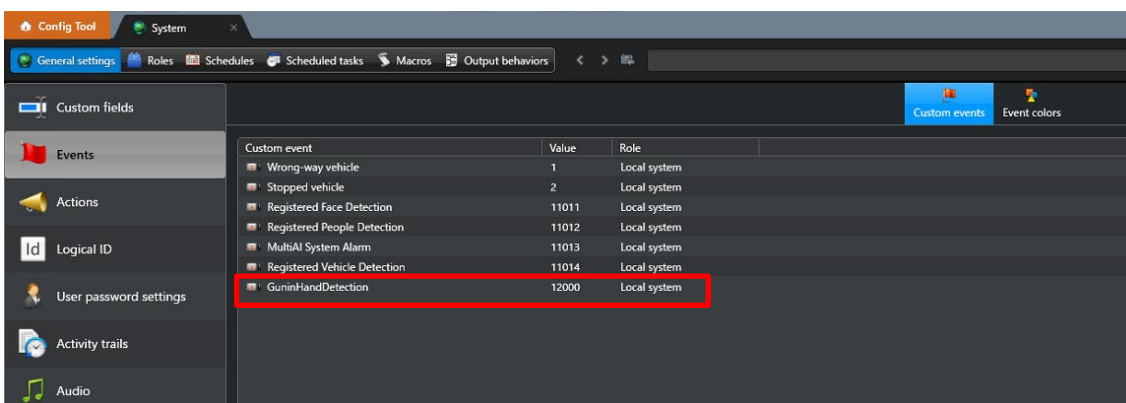 Config Tool System
General settings Roles Schedules Scheduled tasks Macros Output behaviors
Custom fields
Custom events Event colors
Events
Actions
Id Logical ID
User password settings
Activity trails
Audio
Custom event Value Role
Wrong-way vehicle 1 Local system
Stopped vehicle 2 Local system
Registered Face Detection 11011 Local system
Registered People Detection 11012 Local system
MultiAI System Alarm 11013 Local system
Registered Vehicle Detection 11014 Local system
GuninHandDetection 12000 Local system